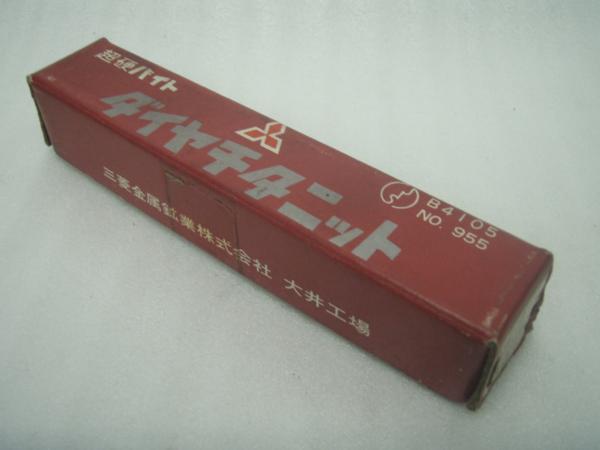 超硬バイト
ダイヤチタニット
B4105
NO. 955
三菱金属鉱業株式会社 大井工場